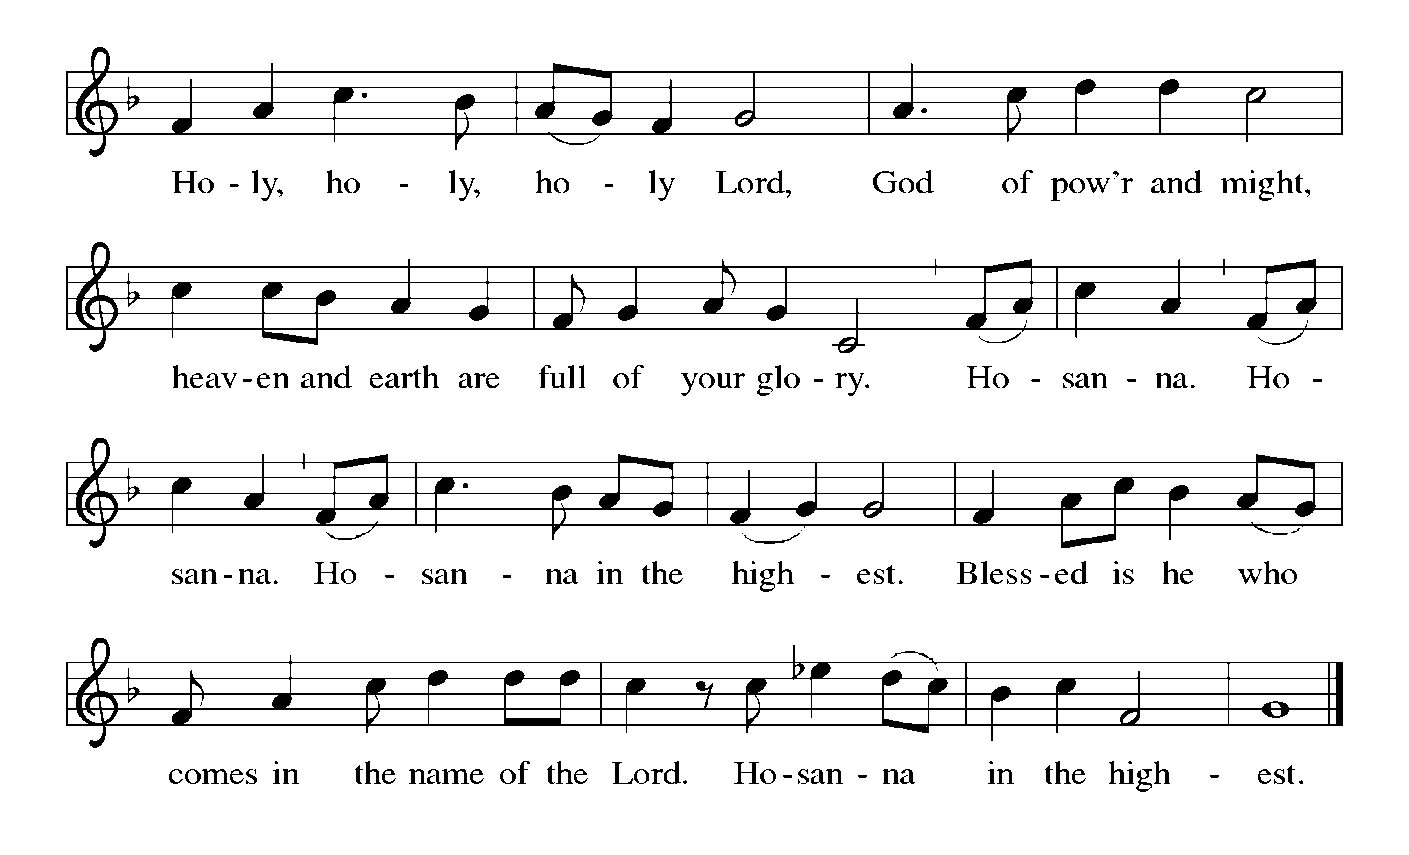 Ho - ly, ho - ly, ho - ly Lord, God of pow'r and might,
heav - en and earth are full of your glo - ry. Ho - san - na. Ho -
san - na. Ho - san - na in the high - est. Bless - ed is he who
comes in the name of the Lord. Ho - san - na in the high - est.